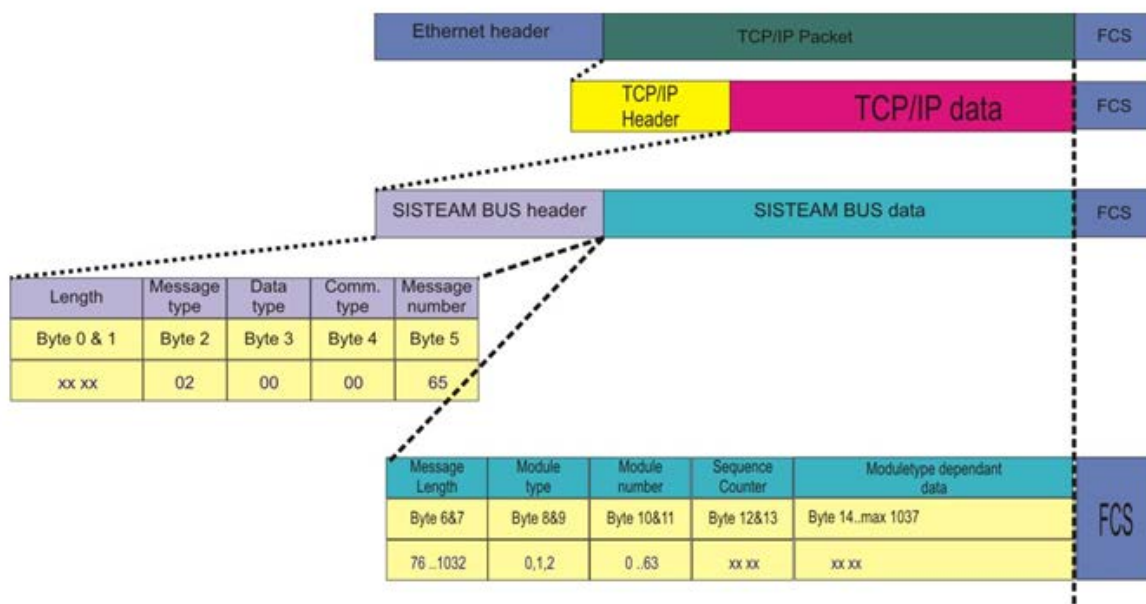 Ethernet header TCP/IP Packet FCS
TCP/IP
Header
TCP/IP data FCS
SISTEAM BUS header SISTEAM BUS data FCS
Length Message
type Data
type Comm.
type Message
number
Byte 0 & 1 Byte 2 Byte 3 Byte 4 Byte 5
xx xx 02 00 00 65
Message
Length Module
type Module
number Sequence
Counter Moduletype dependant
data
Byte 6&7 Byte 8&9 Byte 10&11 Byte 12&13 Byte 14..max 1037
FCS
76 ..1032 0,1,2 0 ..63 xx xx xx xx